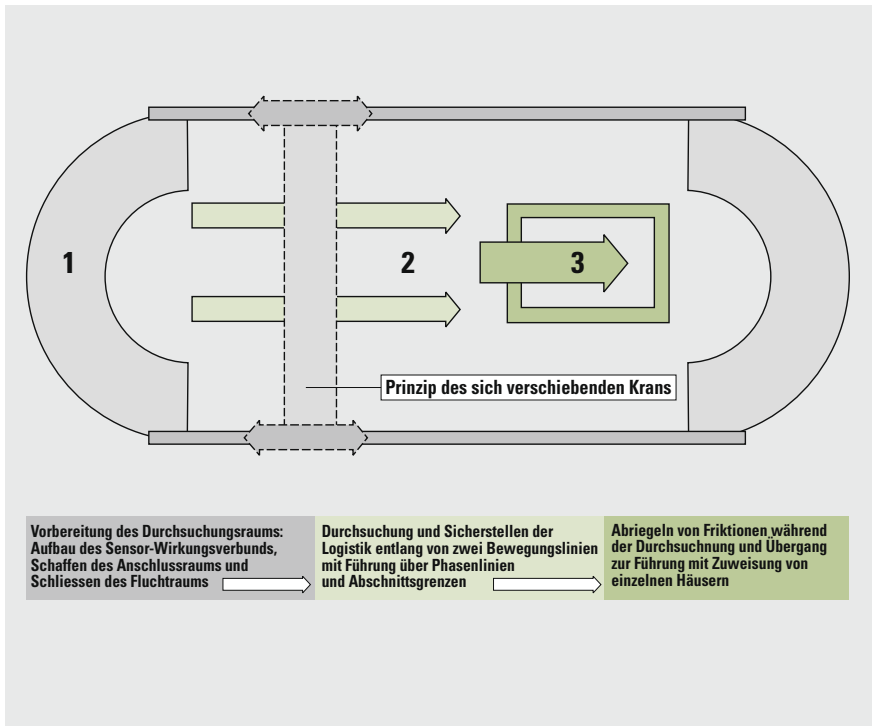 1
2
3
Prinzip des sich verschiebenden Krans
Vorbereitung des Durchsuchungsraums:
Aufbau des Sensor-Wirkungsverbunds,
Schaffen des Anschlussraums und
Schliessen des Fluchtraums
Durchsuchung und Sicherstellen der
Logistik entlang von zwei Bewegungslinien
mit Führung über Phasenlinien
und Abschnittsgrenzen
Abriegeln von Friktionen während
der Durchsuchnung und Übergang
zur Führung mit Zuweisung von
einzelnen Häusern